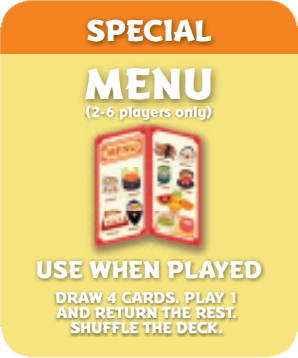 SPECIAL
MENU
(2-6 players only)
MENU
USE WHEN PLAYED
DRAW 4 CARDS. PLAY 1
AND RETURN THE REST.
SHUFFLE THE DECK.